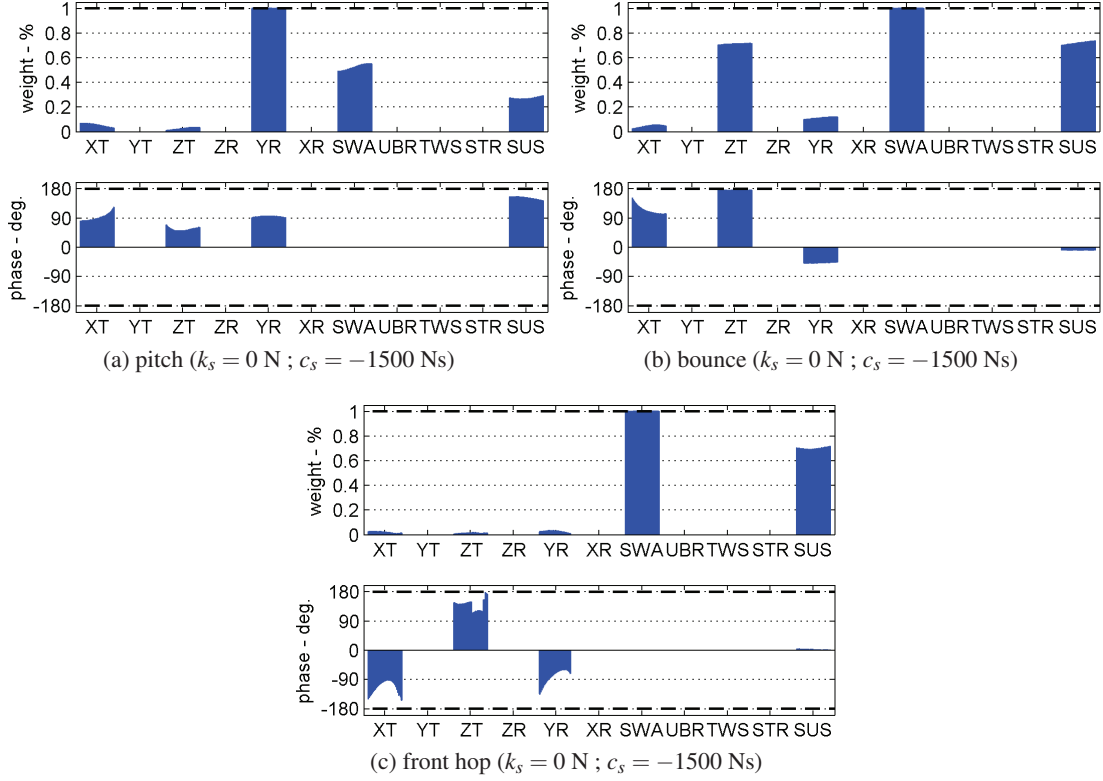 weight - %
1
0.8
0.6
0.4
0.2
0
XT YT ZT ZR YR XR SWA UBR TWS STR SUS
phase - deg.
180
90
0
-90
-180
XT YT ZT ZR YR XR SWA UBR TWS STR SUS
(a) pitch (kₛ = 0 N ; cₛ = −1500 Ns)
weight - %
1
0.8
0.6
0.4
0.2
0
XT YT ZT ZR YR XR SWA UBR TWS STR SUS
phase - deg.
180
90
0
-90
-180
XT YT ZT ZR YR XR SWA UBR TWS STR SUS
(b) bounce (kₛ = 0 N ; cₛ = −1500 Ns)
weight - %
1
0.8
0.6
0.4
0.2
0
XT YT ZT ZR YR XR SWA UBR TWS STR SUS
phase - deg.
180
90
0
-90
-180
XT YT ZT ZR YR XR SWA UBR TWS STR SUS
(c) front hop (kₛ = 0 N ; cₛ = −1500 Ns)